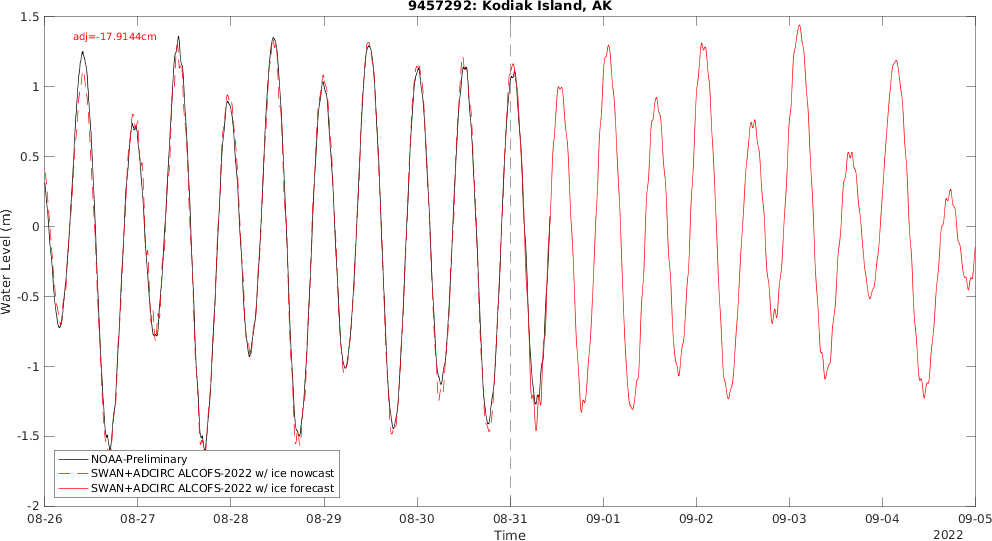 9457292: Kodiak Island, AK
adj=-17.9144cm
1.5
1
0.5
0
-0.5
-1
-1.5
-2
Water Level (m)
NOAA-Preliminary
SWAN+ADCIRC ALCOFS-2022 w/ ice nowcast
SWAN+ADCIRC ALCOFS-2022 w/ ice forecast
08-26 08-27 08-28 08-29 08-30 08-31 09-01 09-02 09-03 09-04 09-05
Time
2022